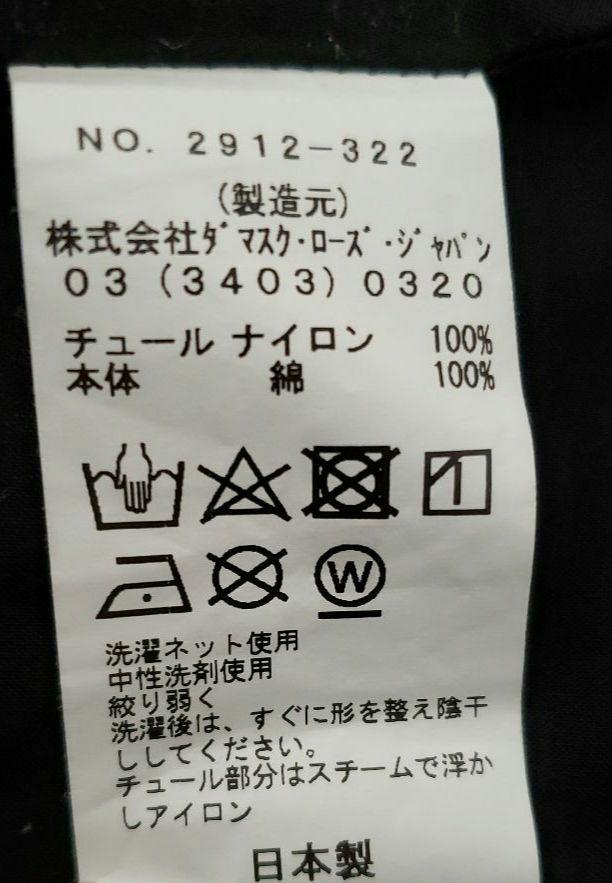 NO. 2912-322
(製造元)
株式会社ﾀﾞﾏｽｸ・ﾛｰｽﾞ・ｼﾞｬﾊﾟﾝ
03(3403)0320
チュール ナイロン 100%
本体 綿 100%
W
洗濯ネット使用
中性洗剤使用
絞り弱く
洗濯後は、すぐに形を整え陰干
ししてください。
チュール部分はスチームで浮か
しアイロン
日本製